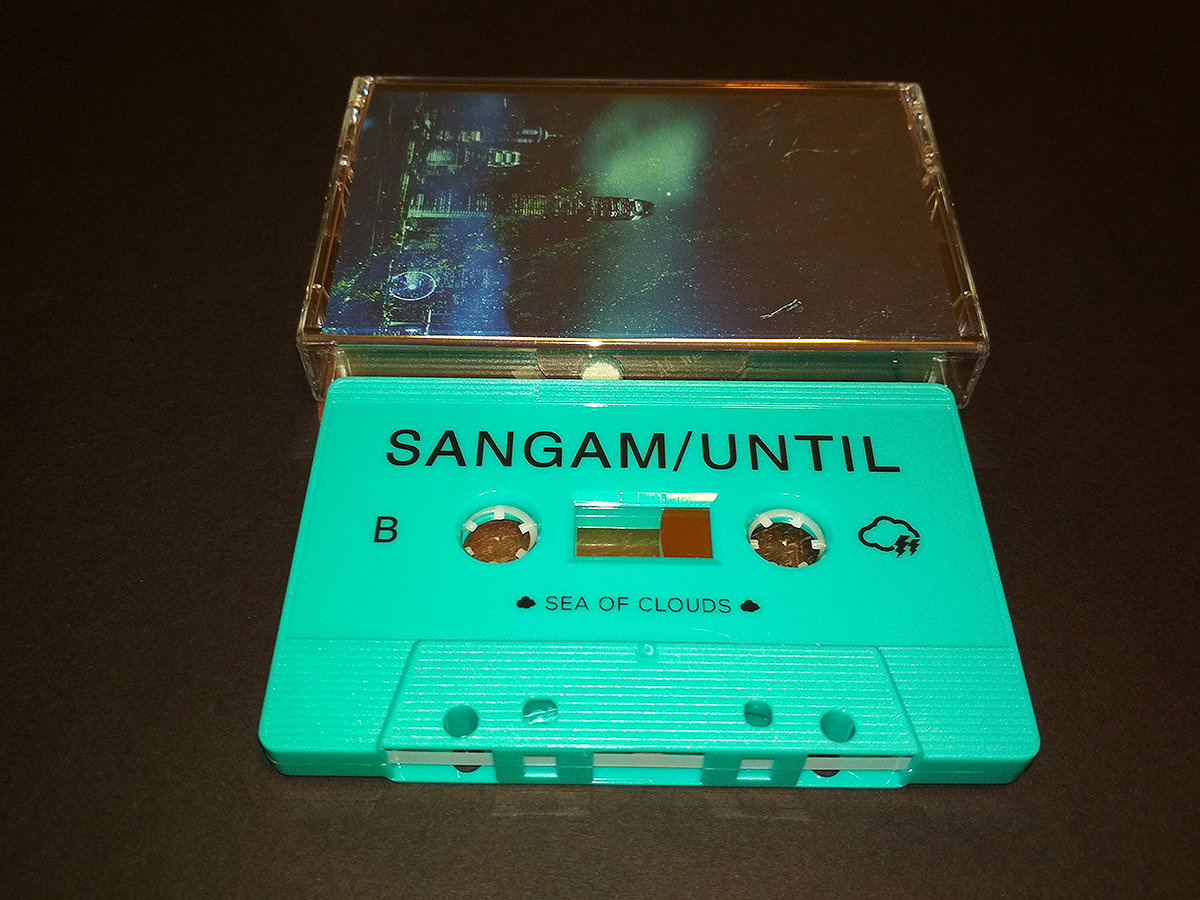 SANGAM/UNTIL
B
SEA OF CLOUDS